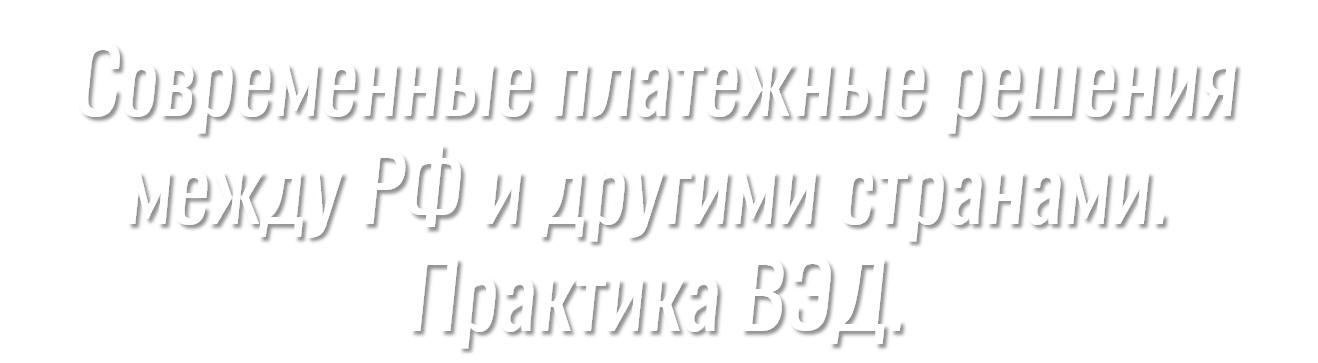 Современные платежные решения
между РФ и другими странами.
Практика ВЭД.